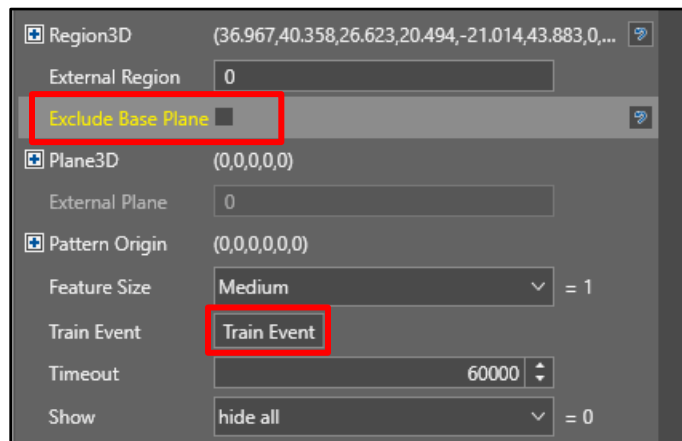 Region3D (36.967,40.358,26.623,20.494,-21.014,43.883,0,...
External Region 0
Exclude Base Plane
Plane3D (0,0,0,0,0)
External Plane 0
Pattern Origin (0,0,0,0,0,0)
Feature Size Medium = 1
Train Event Train Event
Timeout 60000
Show hide all = 0